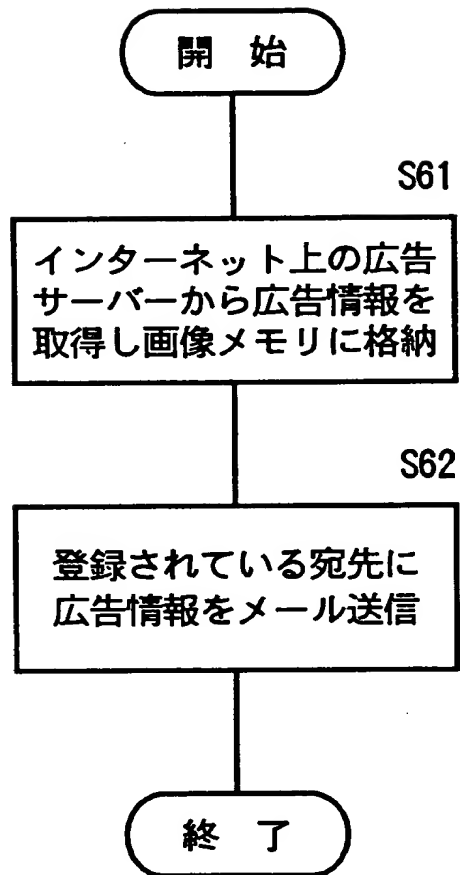 開 始
S61
インターネット上の広告
サーバーから広告情報を
取得し画像メモリに格納
S62
登録されている宛先に
広告情報をメール送信
終 了